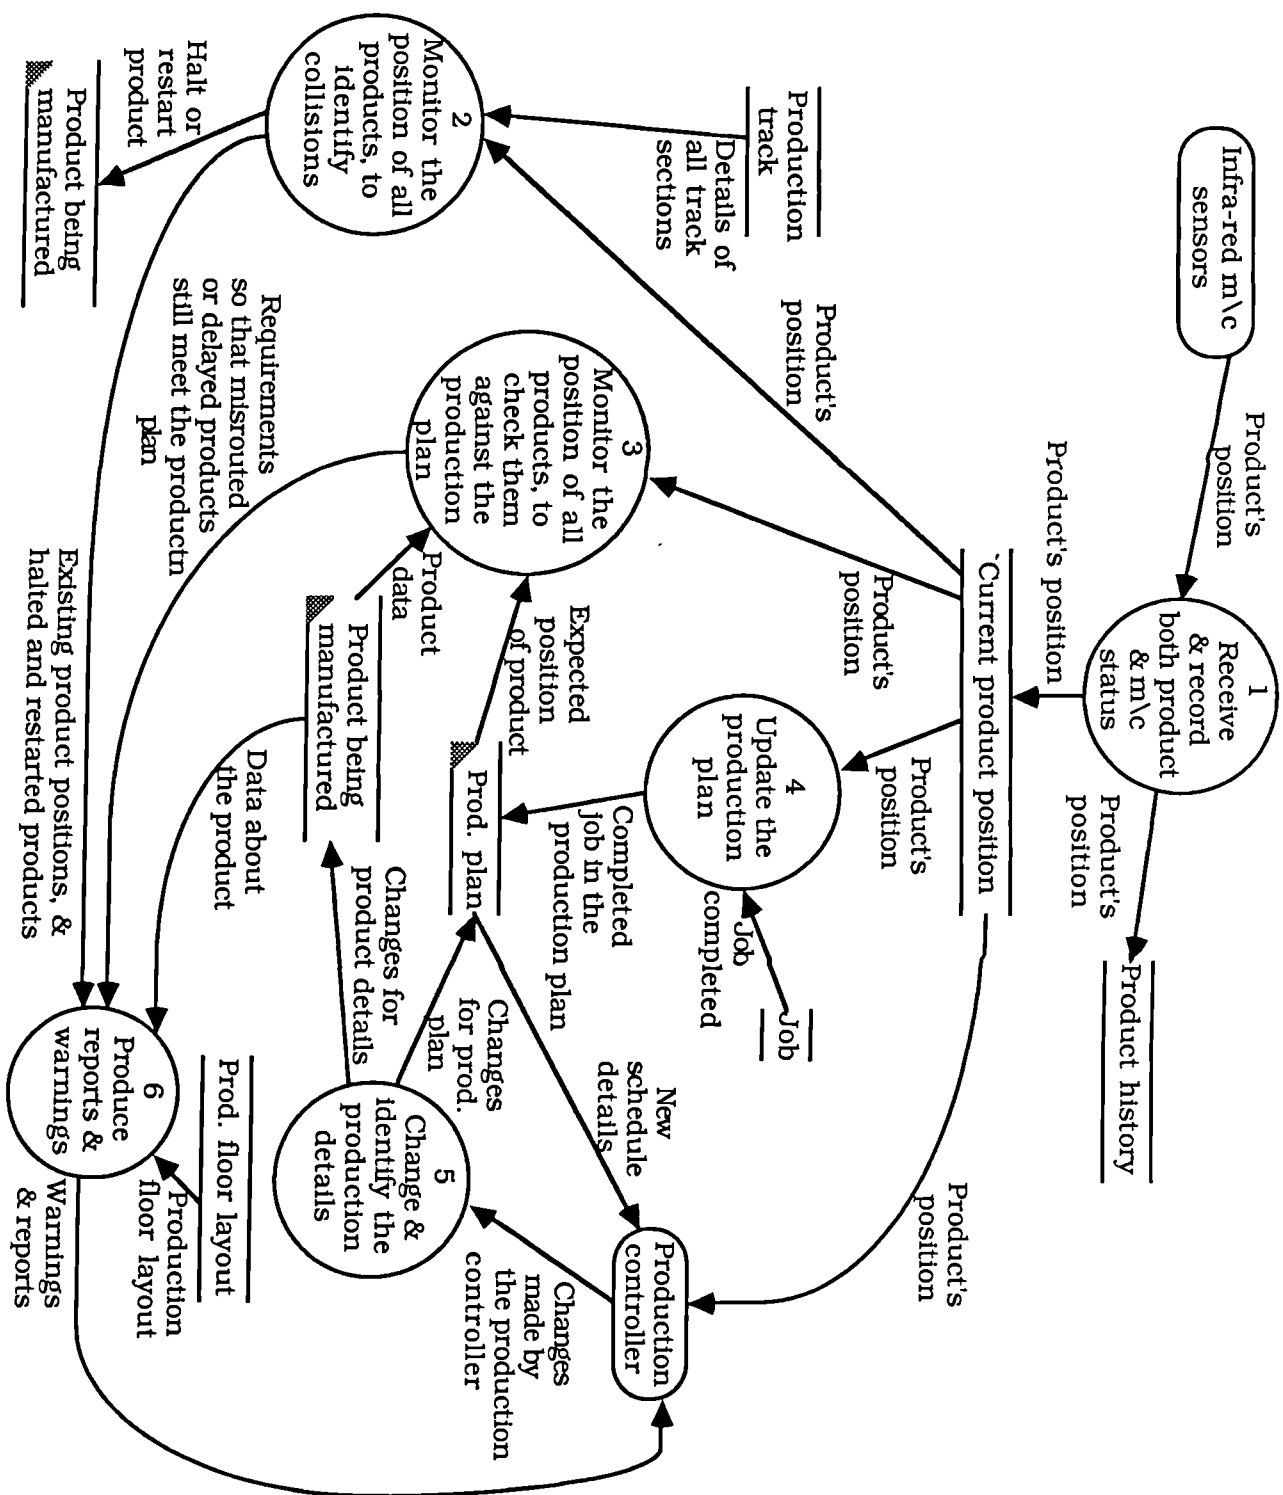 Infra-red m\c
sensors
Product's
position
1
Receive
& record
both product
& m\c
status
Product's position
Product's
position
Product history
`Current product position
Production
track
Details of
all track
sections
Product's
position
Product's
position
Product's
position
Product's
position
2
Monitor the
position of all
products, to
identify
collisions
Halt or
restart
product
Product being
manufactured
3
Monitor the
position of all
products, to
check them
against the
production
plan
Requirements
so that misrouted
or delayed products
still meet the productn
plan
Existing product positions, &
halted and restarted products
4
Update the
production
plan
Job
Job
completed
Completed
job in the
production plan
Expected
position
of product
Prod. plan
Product
data
Product being
manufactured
Data about
the product
Changes for
product details
Changes
for prod.
plan
New
schedule
details
Production
controller
Changes
made by
the production
controller
5
Change &
identify the
production
details
Prod. floor layout
Production
floor layout
6
Produce
reports &
warnings
Warnings
& reports